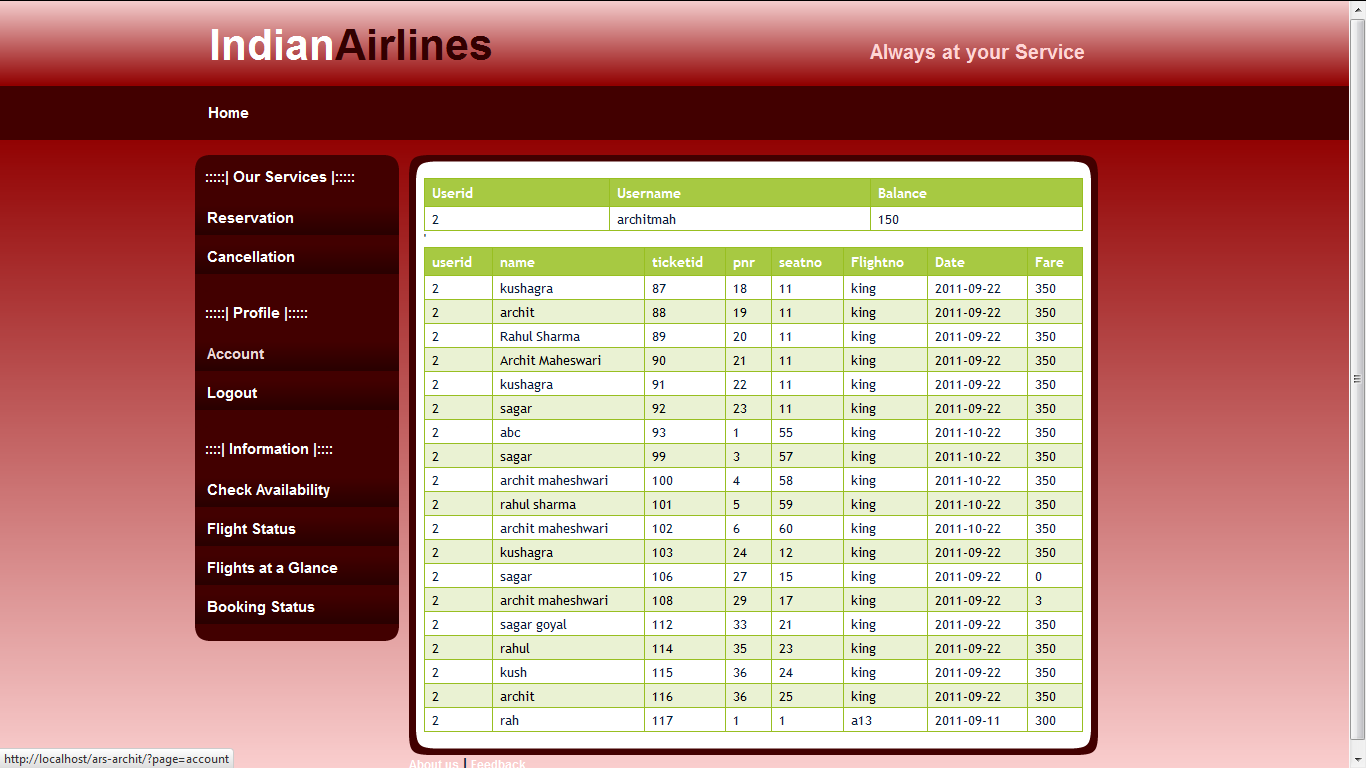 IndianAirlines
Always at your Service
Home
:::::| Our Services |:::::
Reservation
Cancellation
:::::| Profile |:::::
Account
Logout
::::| Information |::::
Check Availability
Flight Status
Flights at a Glance
Booking Status
Userid Username Balance
2 architmah 150
userid name ticketid pnr seatno Flightno Date Fare
2 kushagra 87 18 11 king 2011-09-22 350
2 archit 88 19 11 king 2011-09-22 350
2 Rahul Sharma 89 20 11 king 2011-09-22 350
2 Archit Maheswari 90 21 11 king 2011-09-22 350
2 kushagra 91 22 11 king 2011-09-22 350
2 sagar 92 23 11 king 2011-09-22 350
2 abc 93 1 55 king 2011-10-22 350
2 sagar 99 3 57 king 2011-10-22 350
2 archit maheshwari 100 4 58 king 2011-10-22 350
2 rahul sharma 101 5 59 king 2011-10-22 350
2 archit maheshwari 102 6 60 king 2011-10-22 350
2 kushagra 103 24 12 king 2011-09-22 350
2 sagar 106 27 15 king 2011-09-22 0
2 archit maheshwari 108 29 17 king 2011-09-22 3
2 sagar goyal 112 33 21 king 2011-09-22 350
2 rahul 114 35 23 king 2011-09-22 350
2 kush 115 36 24 king 2011-09-22 350
2 archit 116 36 25 king 2011-09-22 350
2 rah 117 1 1 a13 2011-09-11 300
About us | Feedback
http://localhost/ars-archit/?page=account